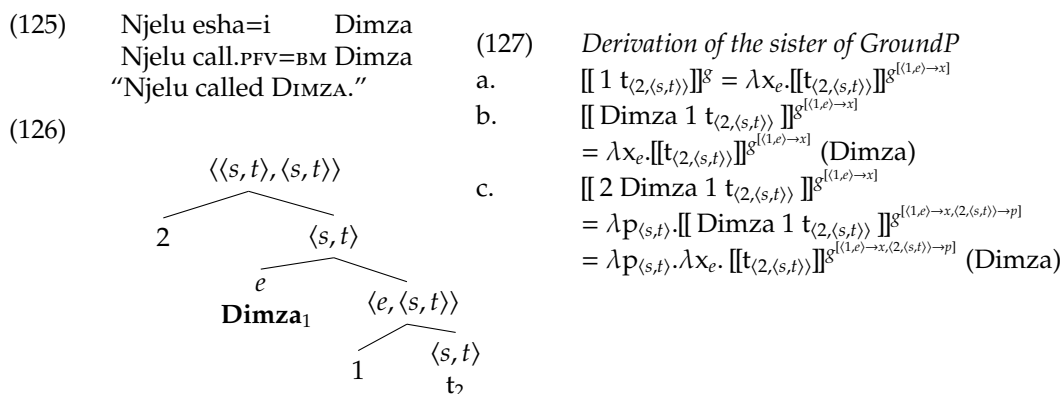 (125) Njelu esha=i Dimza
Njelu call.PFV=BM Dimza
“Njelu called DIMZA.”
(126)
⟨⟨s, t⟩, ⟨s, t⟩⟩
2 ⟨s, t⟩
e ⟨e, ⟨s, t⟩⟩
Dimza₁
1 ⟨s, t⟩
t₂
(127) Derivation of the sister of GroundP
a. [[ 1 t⟨2,⟨s,t⟩⟩]]^g = λxₑ.[[t⟨2,⟨s,t⟩⟩]]^g^[⟨1,e⟩→x]
b. [[ Dimza 1 t⟨2,⟨s,t⟩⟩ ]]^g^[⟨1,e⟩→x]
= λxₑ.[[t⟨2,⟨s,t⟩⟩]]^g^[⟨1,e⟩→x] (Dimza)
c. [[ 2 Dimza 1 t⟨2,⟨s,t⟩⟩ ]]^g^[⟨1,e⟩→x]
= λp⟨s,t⟩.[[ Dimza 1 t⟨2,⟨s,t⟩⟩ ]]^g^[⟨1,e⟩→x,⟨2,⟨s,t⟩⟩→p]
= λp⟨s,t⟩.λxₑ. [[t⟨2,⟨s,t⟩⟩]]^g^[⟨1,e⟩→x,⟨2,⟨s,t⟩⟩→p] (Dimza)